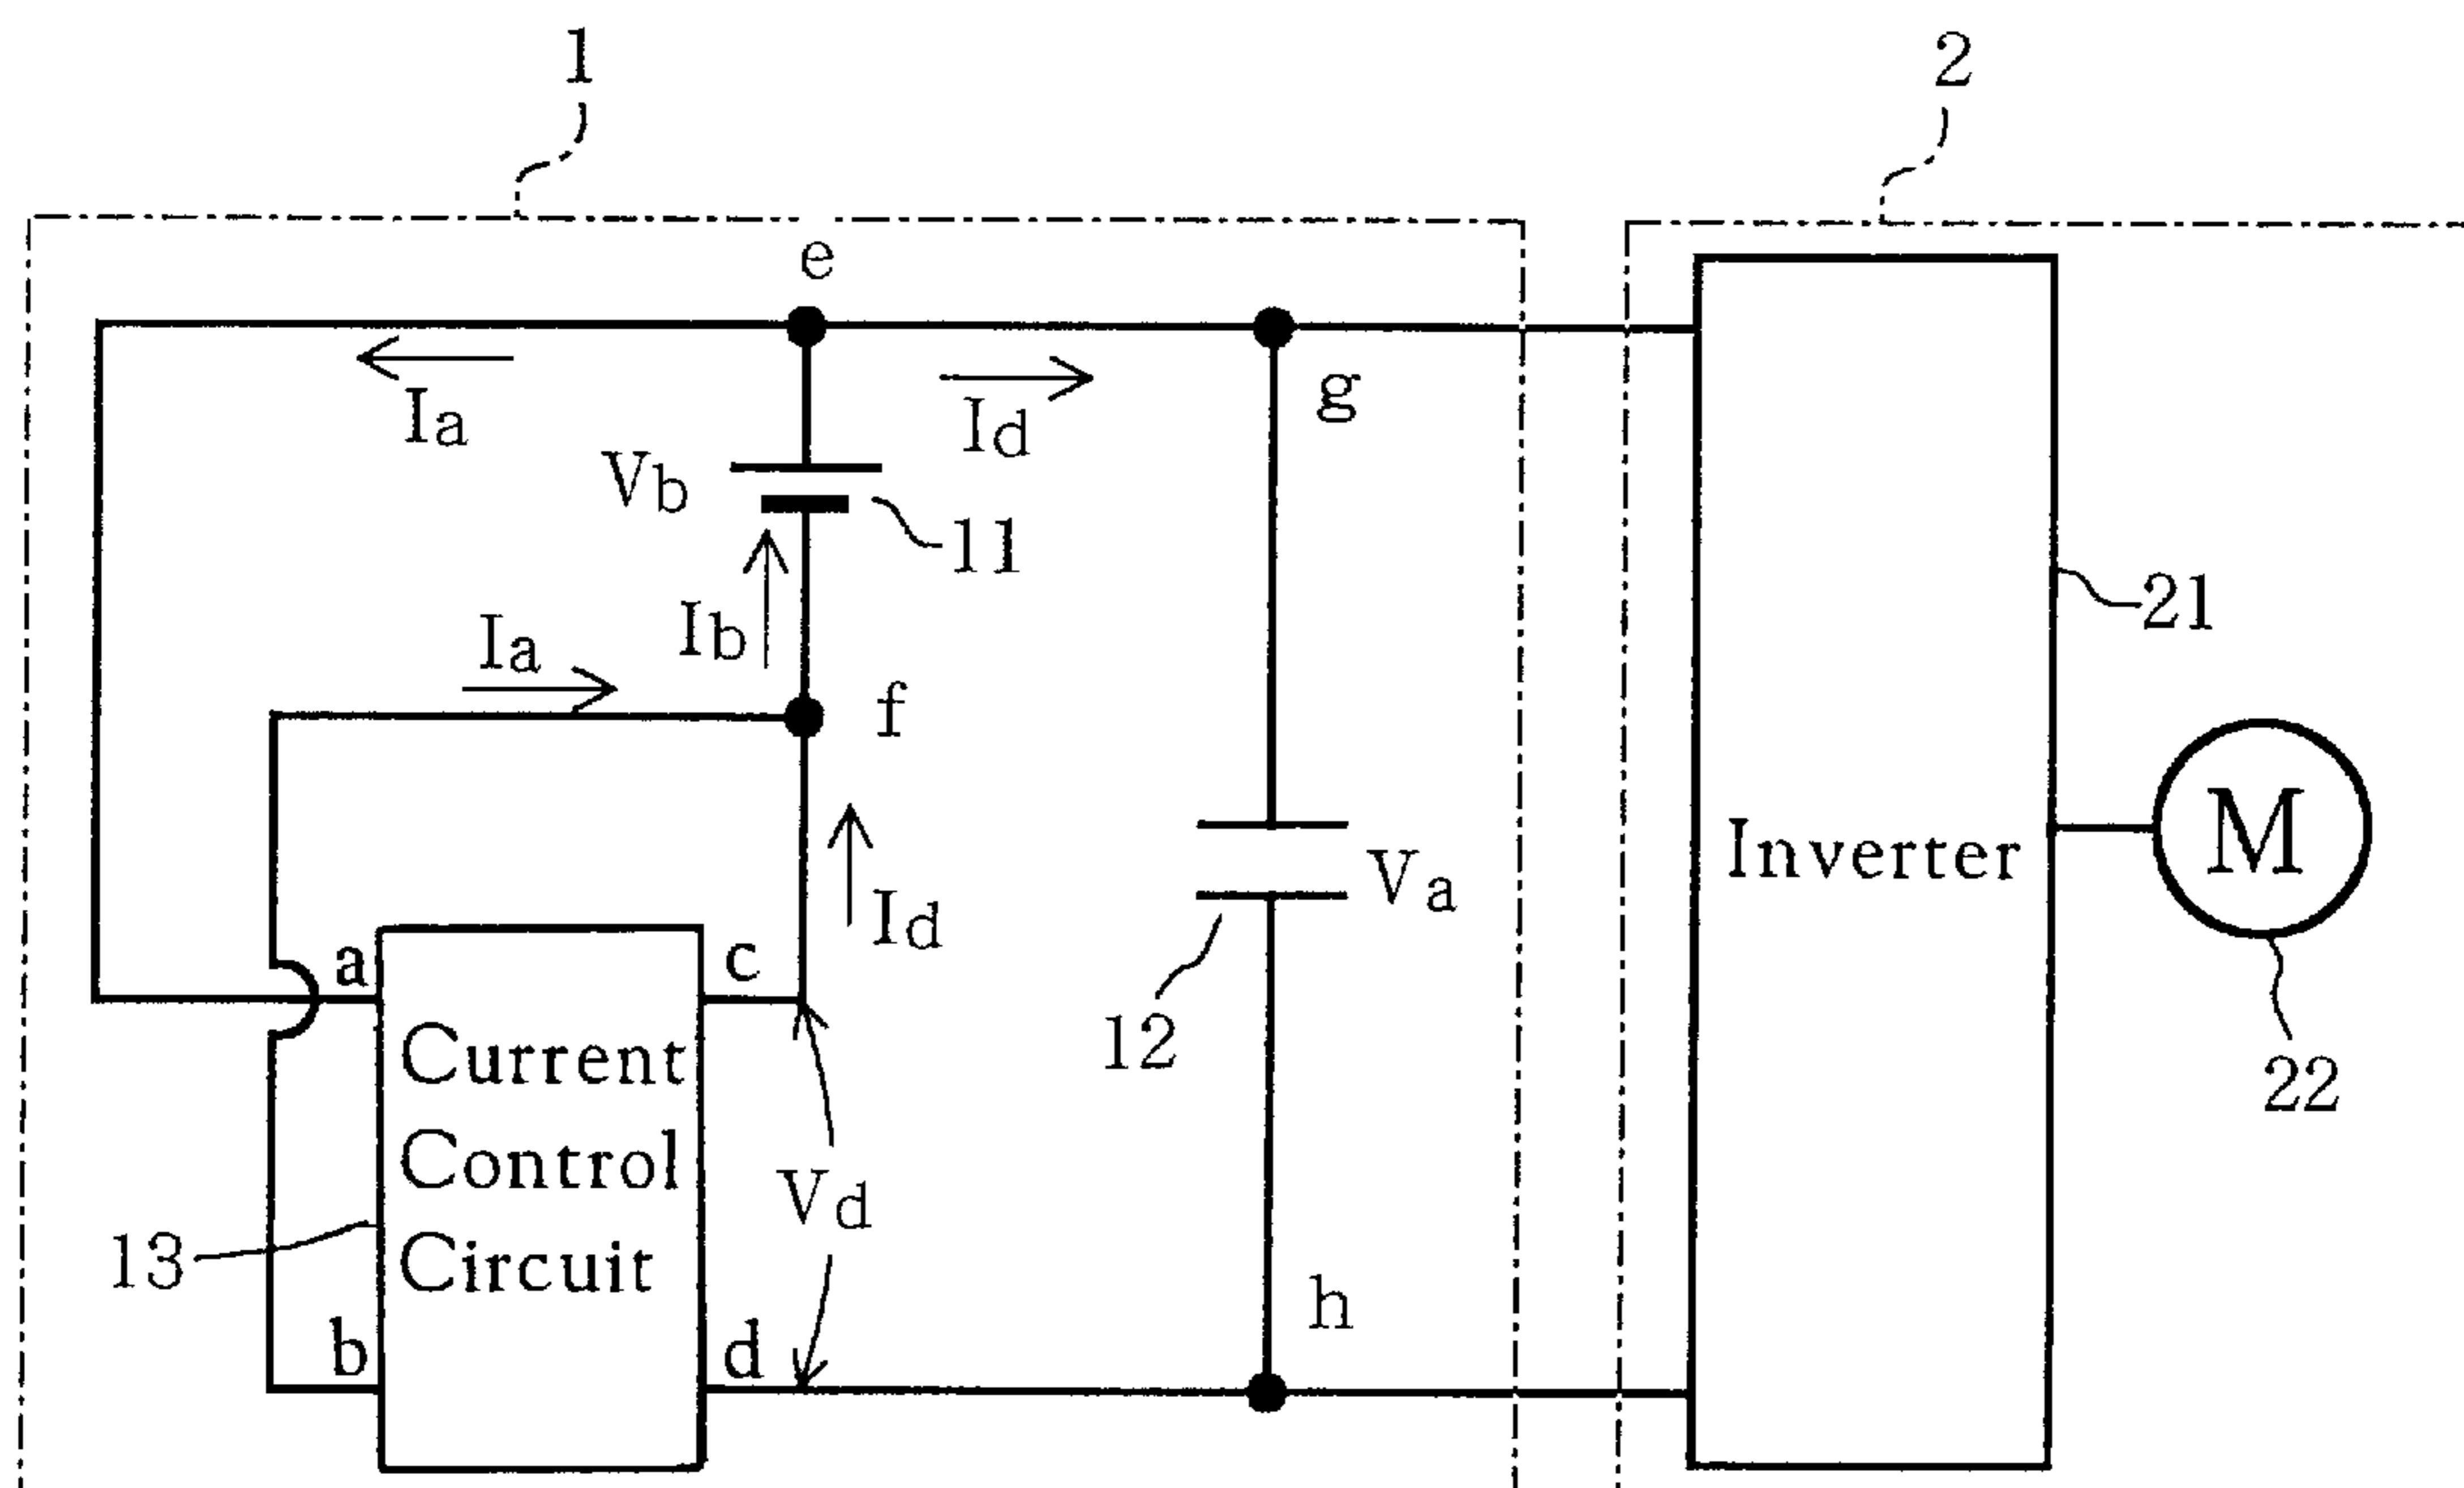 1
2
e
Ia
Id
g
Vb
11
Ib
21
Ia
f
Id
Va
Inverter
M
a
c
Current
Control
Circuit
12
22
Vd
13
h
b
d